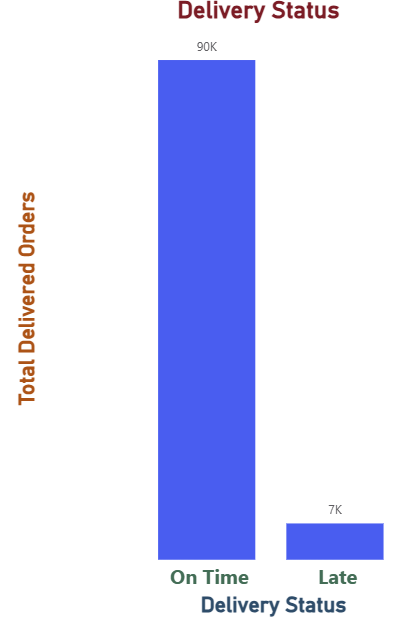 Delivery Status
90K
7K
Total Delivered Orders
On Time
Late
Delivery Status